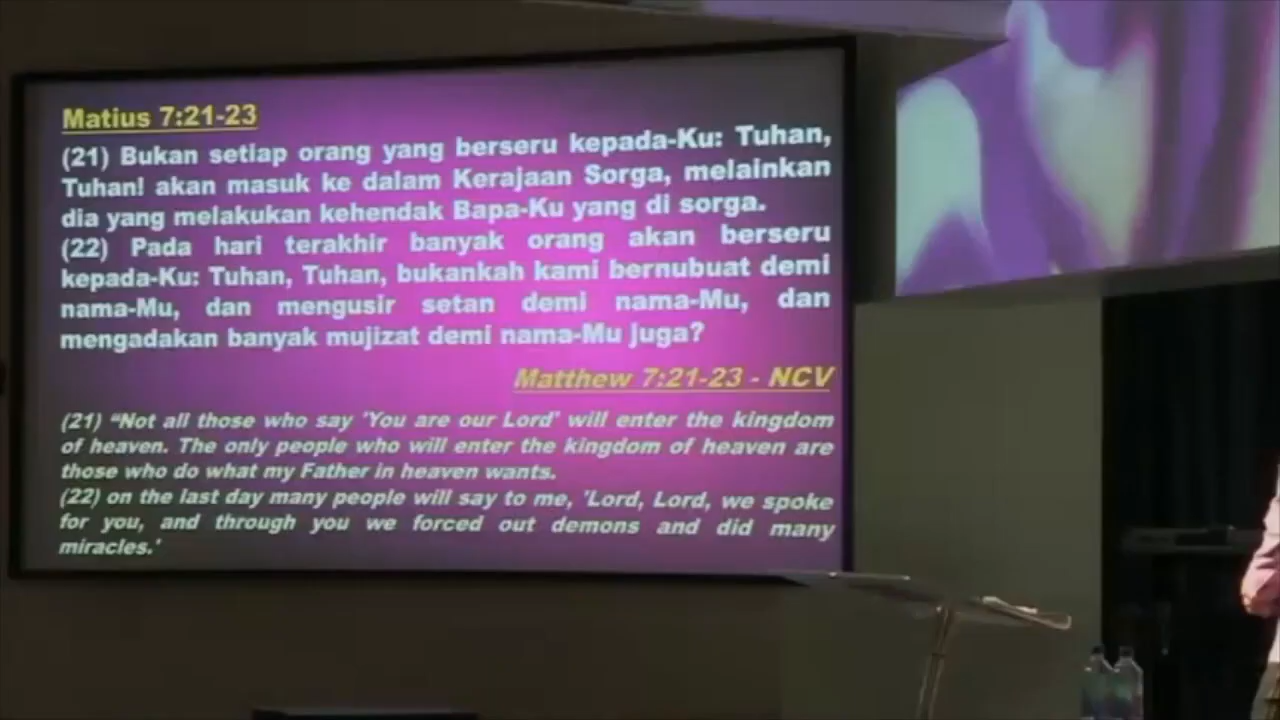 Matius 7:21-23
(21) Bukan setiap orang yang berseru kepada-Ku: Tuhan,
Tuhan! akan masuk ke dalam Kerajaan Sorga, melainkan
dia yang melakukan kehendak Bapa-Ku yang di sorga.
(22) Pada hari terakhir banyak orang akan berseru
kepada-Ku: Tuhan, Tuhan, bukankah kami bernubuat demi
nama-Mu, dan mengusir setan demi nama-Mu, dan
mengadakan banyak mujizat demi nama-Mu juga?
Matthew 7:21-23 - NCV
(21) “Not all those who say 'You are our Lord' will enter the kingdom
of heaven. The only people who will enter the kingdom of heaven are
those who do what my Father in heaven wants.
(22) on the last day many people will say to me, 'Lord, Lord, we spoke
for you, and through you we forced out demons and did many
miracles.'